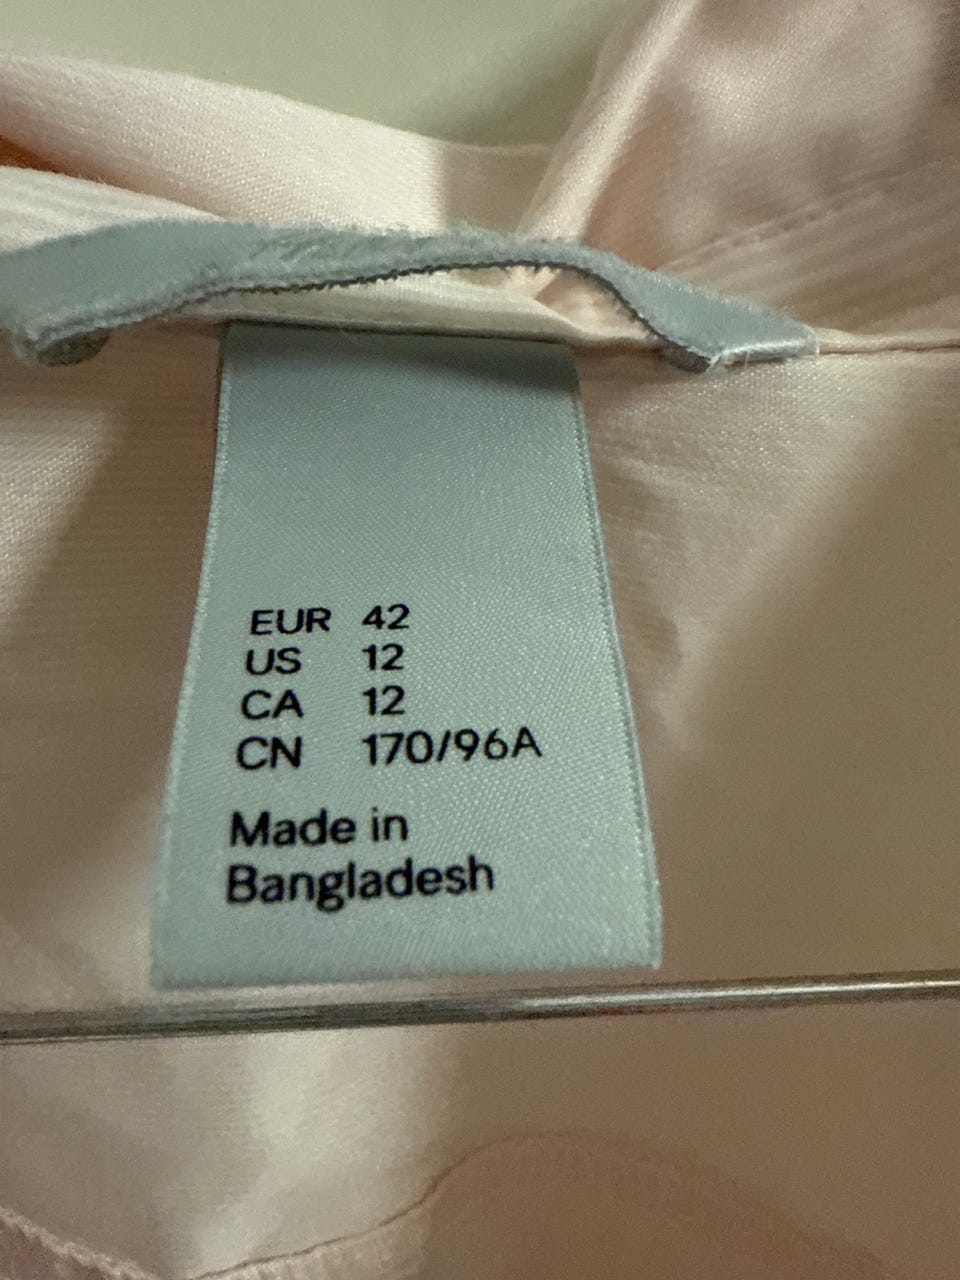 EUR 42
US 12
CA 12
CN 170/96A
Made in
Bangladesh